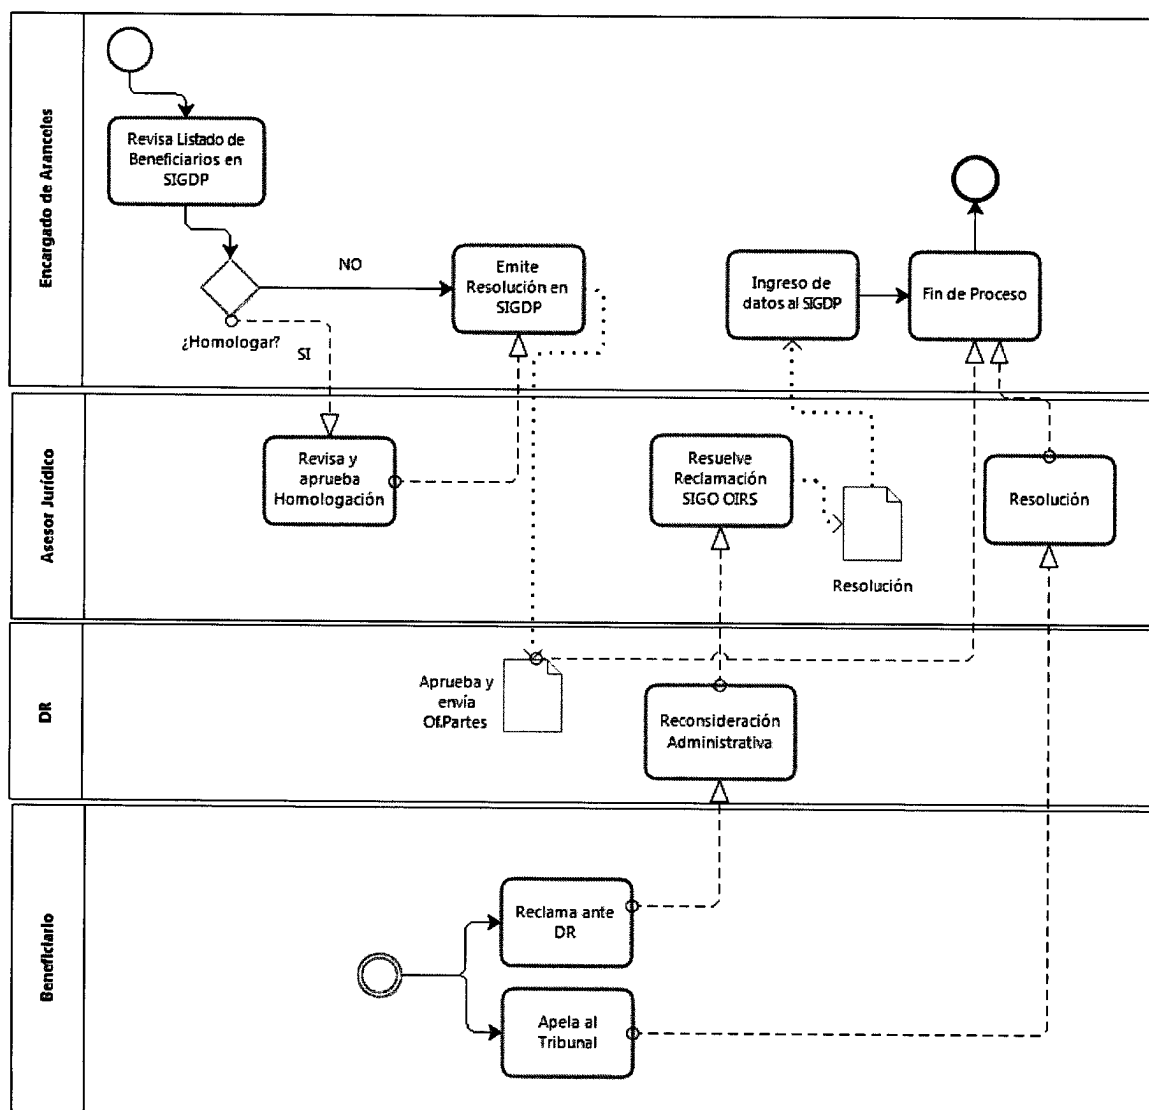 Encargado de Aranceles
Revisa Listado de
Beneficiarios en
SIGDP
NO
¿Homologar?
SI
Emite
Resolución en
SIGDP
Ingreso de
datos al SIGDP
Fin de Proceso
Asesor Jurídico
Revisa y
aprueba
Homologación
Resuelve
Reclamación
SIGO OIRS
Resolución
Resolución
DR
Aprueba y
envía
Of.Partes
Reconsideración
Administrativa
Beneficiario
Reclama ante
DR
Apela al
Tribunal